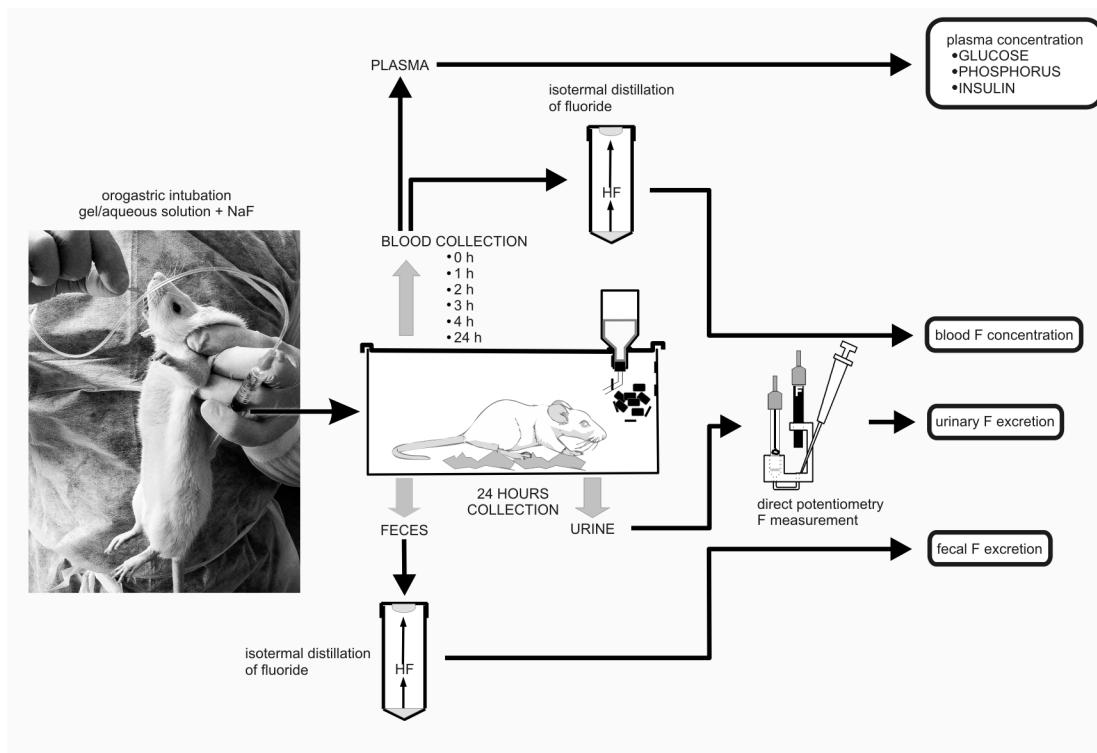 plasma concentration
•GLUCOSE
•PHOSPHORUS
•INSULIN
PLASMA
isotermal distillation
of fluoride
HF
orogastric intubation
gel/aqueous solution + NaF
BLOOD COLLECTION
• 0 h
• 1 h
• 2 h
• 3 h
• 4 h
• 24 h
blood F concentration
urinary F excretion
direct potentiometry
F measurement
24 HOURS
COLLECTION
FECES
URINE
fecal F excretion
isotermal distillation
of fluoride
HF